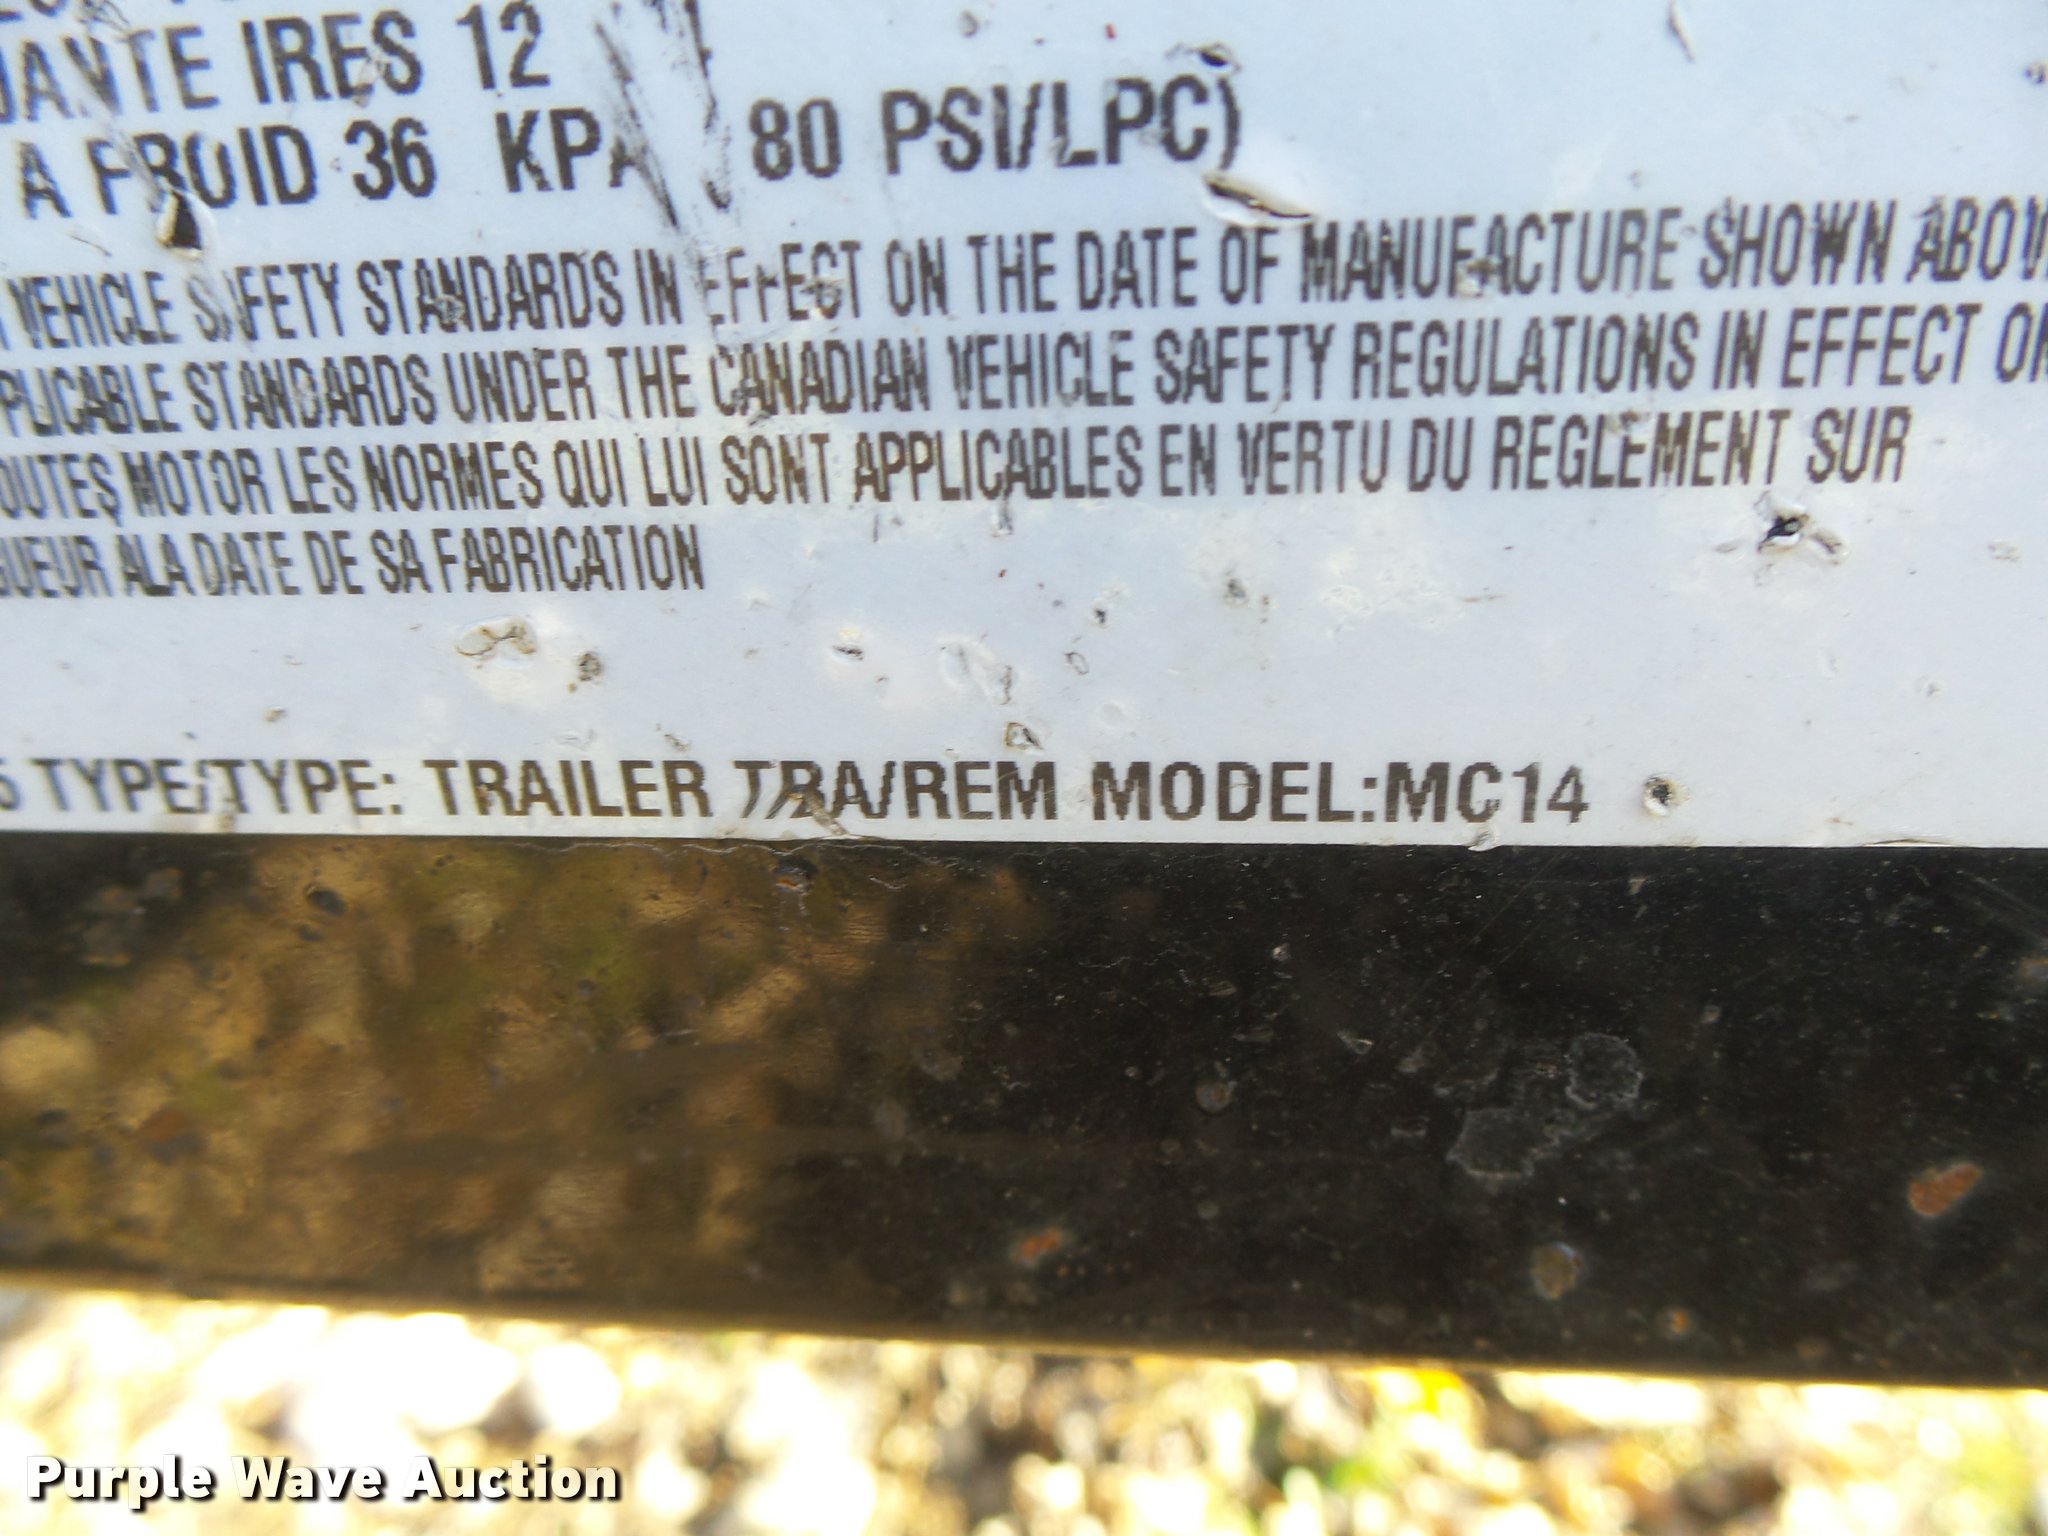 JANTE IRES 12
A FROID 36 KPA 80 PSI/LPC)
VEHICLE SAFETY STANDARDS IN EFFECT ON THE DATE OF MANUFACTURE SHOWN ABOV
PLICABLE STANDARDS UNDER THE CANADIAN VEHICLE SAFETY REGULATIONS IN EFFECT ON
OUTES MOTOR LES NORMES QUI LUI SONT APPLICABLES EN VERTU DU REGLEMENT SUR
GUEUR ALA DATE DE SA FABRICATION
TYPE/TYPE: TRAILER TRA/REM MODEL:MC14
Purple Wave Auction